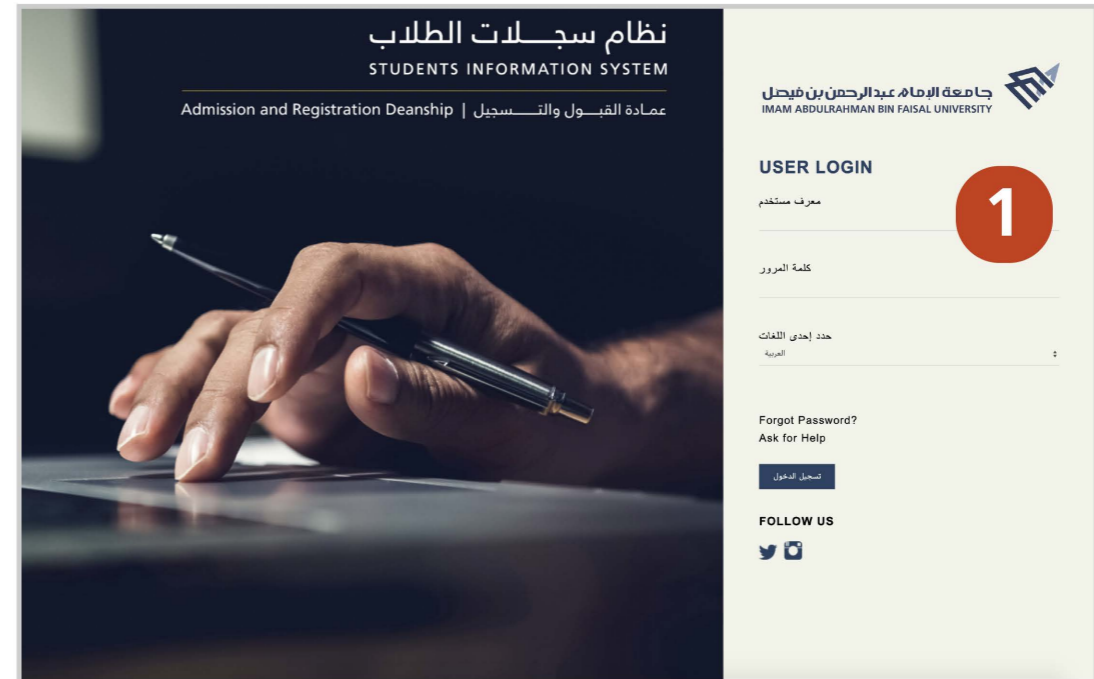 نظام سجـــلات الطلاب
STUDENTS INFORMATION SYSTEM
عمـادة القبـــول والتـــــسجيل | Admission and Registration Deanship
جامعة الإمام عبدالرحمن بن فيصل
IMAM ABDULRAHMAN BIN FAISAL UNIVERSITY
USER LOGIN
1
معرف مستخدم
كلمة المرور
حدد إحدى اللغات
العربية
Forgot Password?
Ask for Help
تسجيل الدخول
FOLLOW US